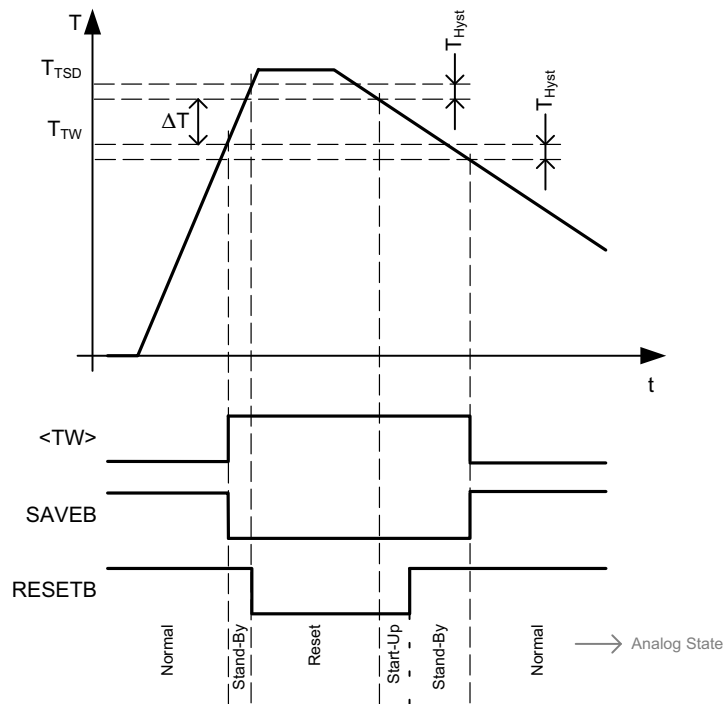 T
T_Hyst
T_TSD
T_Hyst
ΔT
T_TW
t
<TW>
SAVEB
RESETB
Normal
Stand-By
Reset
Start-Up
Stand-By
Normal
Analog State